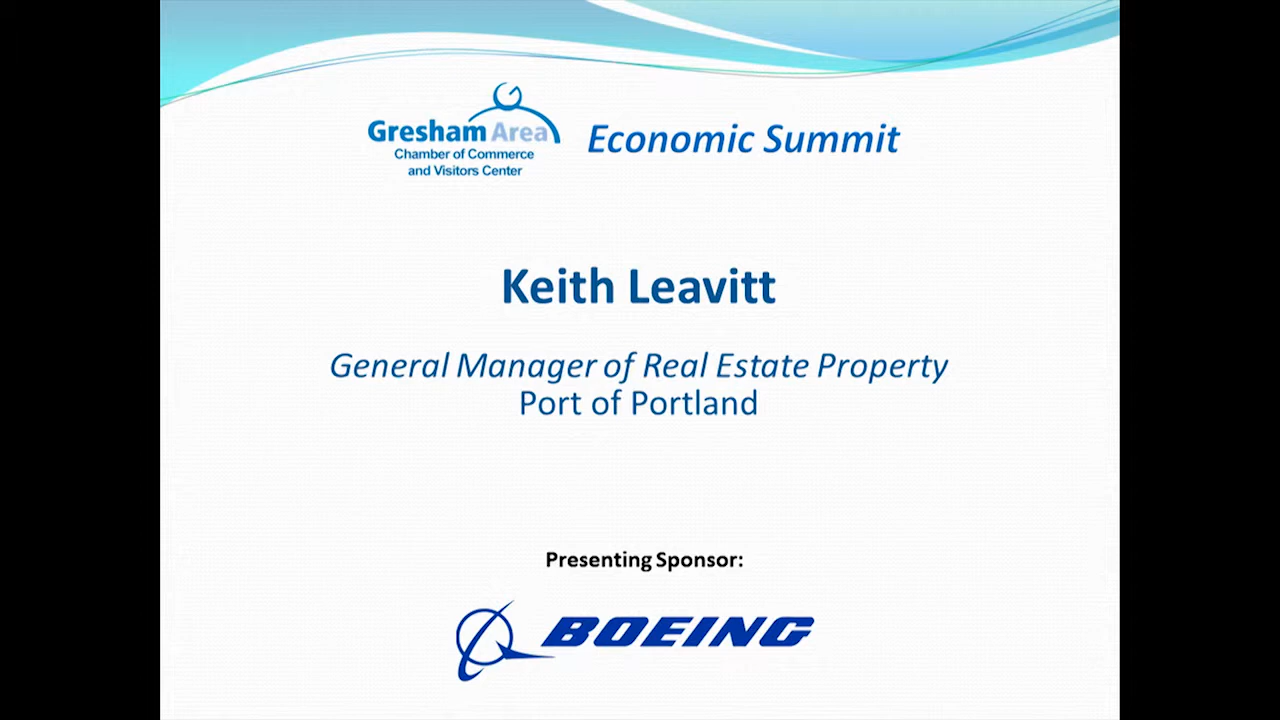 Gresham Area
Chamber of Commerce
and Visitors Center
Economic Summit
Keith Leavitt
General Manager of Real Estate Property
Port of Portland
Presenting Sponsor:
BOEING